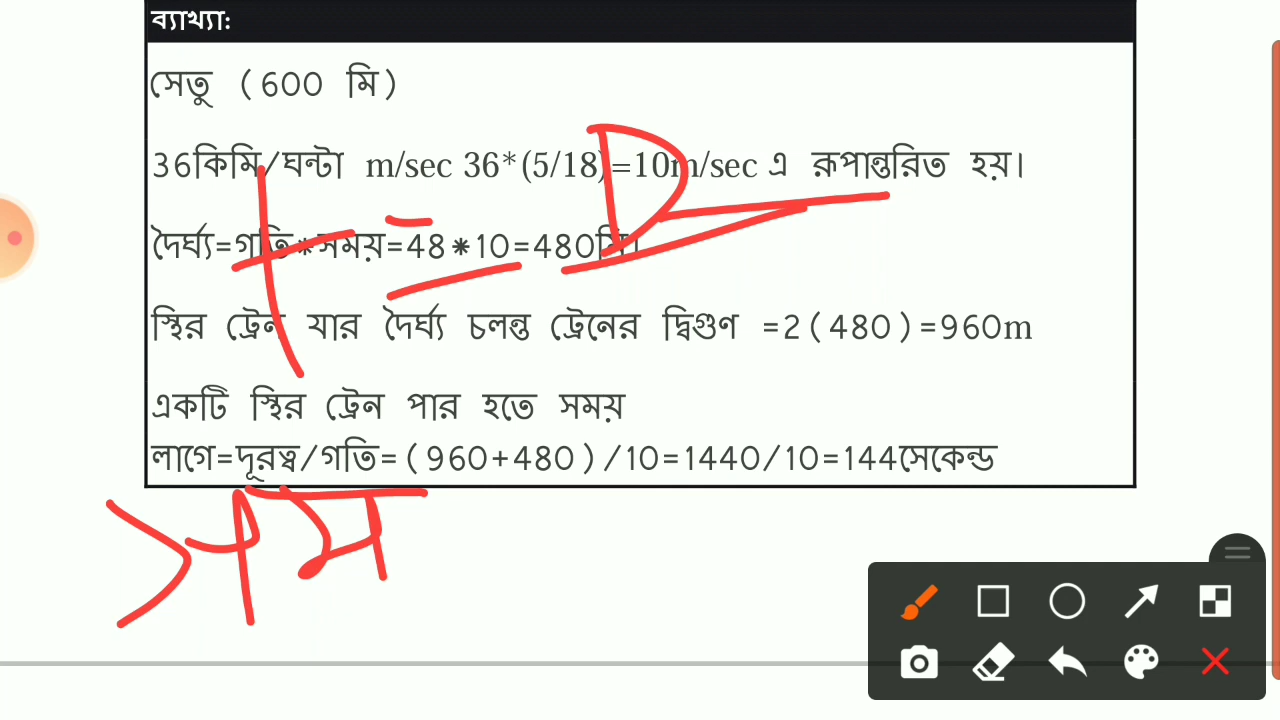 ব্যাখ্যা:
সেতু (600 মি)
36কিমি/ঘন্টা m/sec 36*(5/18)=10m/sec এ রূপান্তরিত হয়।
দৈর্ঘ্য=গতি*সময়=48*10=480মি।
স্থির ট্রেন যার দৈর্ঘ্য চলন্ত ট্রেনের দ্বিগুণ =2(480)=960m
একটি স্থির ট্রেন পার হতে সময়
লাগে=দূরত্ব/গতি=(960+480)/10=1440/10=144সেকেন্ড